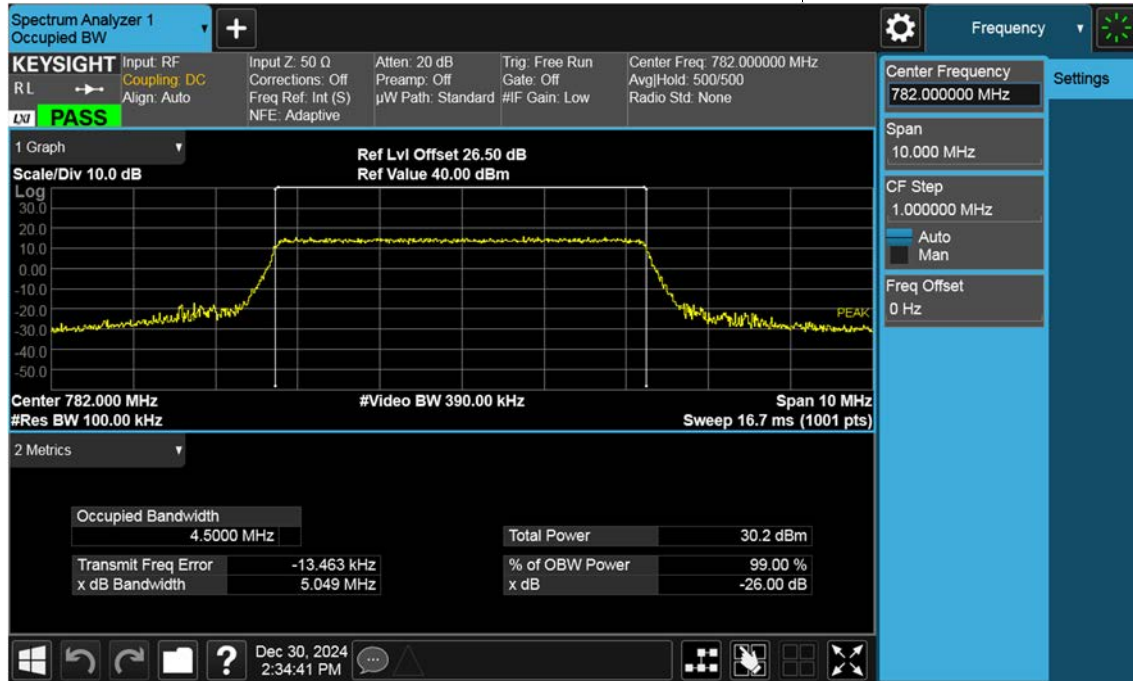 Spectrum Analyzer 1
Occupied BW
Frequency
KEYSIGHT
RL
LXI PASS
Input: RF
Coupling: DC
Align: Auto
Input Z: 50 Ω
Corrections: Off
Freq Ref: Int (S)
NFE: Adaptive
Atten: 20 dB
Preamp: Off
µW Path: Standard
Trig: Free Run
Gate: Off
#IF Gain: Low
Center Freq: 782.000000 MHz
Avg|Hold: 500/500
Radio Std: None
Center Frequency
782.000000 MHz
Settings
Span
10.000 MHz
CF Step
1.000000 MHz
Auto
Man
Freq Offset
0 Hz
1 Graph
Scale/Div 10.0 dB
Ref Lvl Offset 26.50 dB
Ref Value 40.00 dBm
Log
30.0
20.0
10.0
0.00
-10.0
-20.0
-30.0
-40.0
-50.0
PEAK
Center 782.000 MHz
#Video BW 390.00 kHz
Span 10 MHz
#Res BW 100.00 kHz
Sweep 16.7 ms (1001 pts)
2 Metrics
Occupied Bandwidth
4.5000 MHz
Total Power 30.2 dBm
Transmit Freq Error -13.463 kHz
% of OBW Power 99.00 %
x dB Bandwidth 5.049 MHz
x dB -26.00 dB
?
Dec 30, 2024
2:34:41 PM